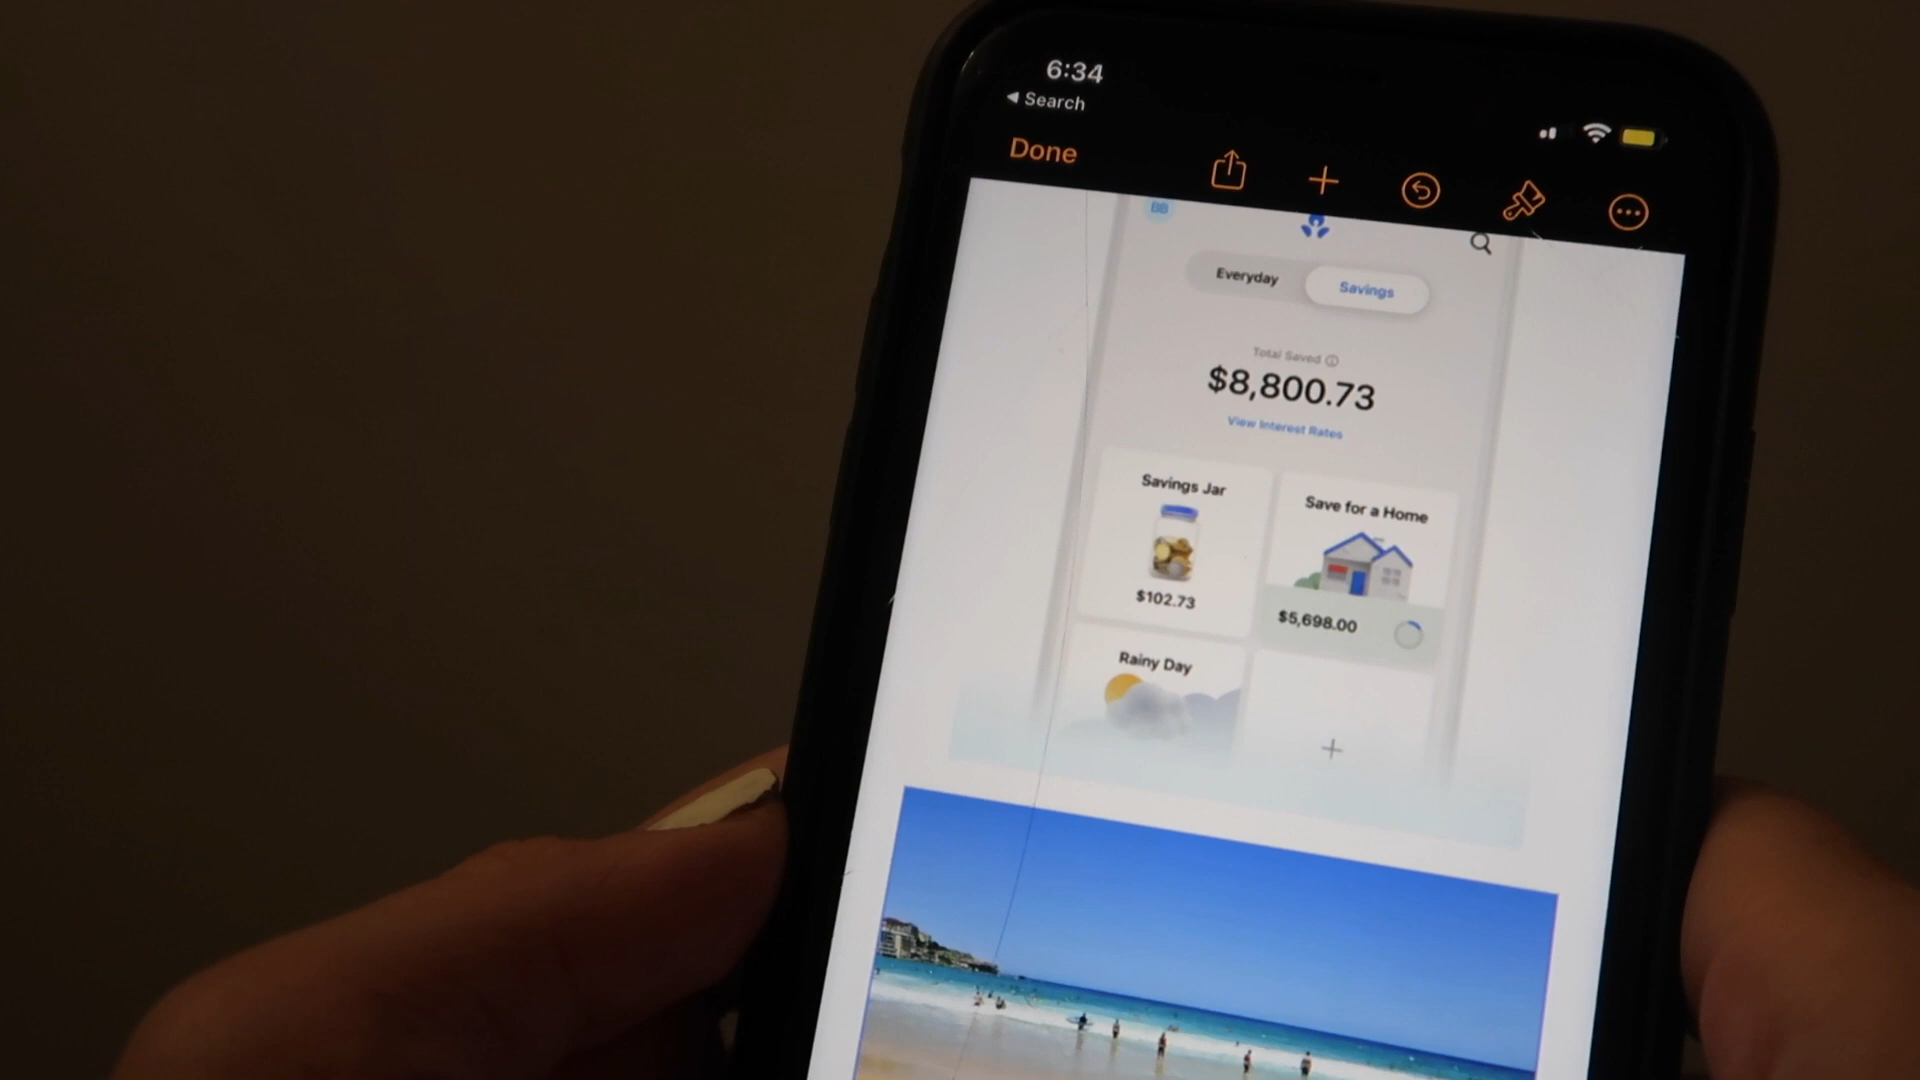 6:34
Search
Done
BB
Everyday
Savings
Total Saved
$8,800.73
View Interest Rates
Savings Jar
Save for a Home
$102.73
$5,698.00
Rainy Day